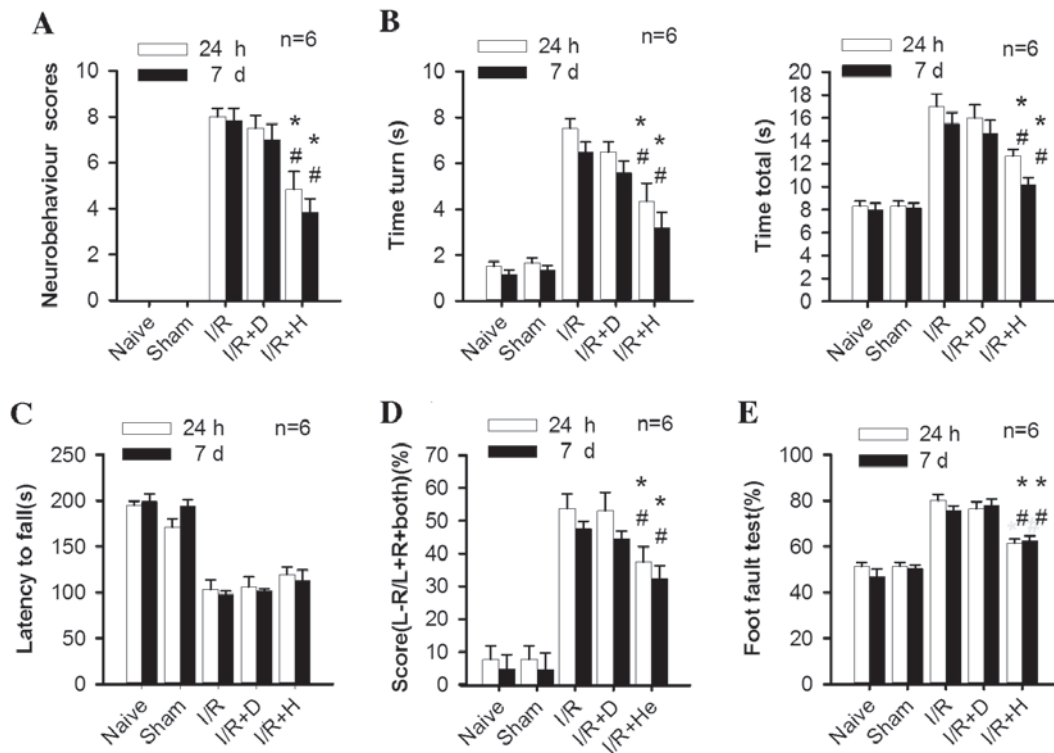 A
24 h
7 d
n=6
Neurobehaviour scores
10
8
6
4
2
0
* *
# #
Naive
Sham
I/R
I/R+D
I/R+H
B
24 h
7 d
n=6
Time turn (s)
10
8
6
4
2
0
* *
# #
Naive
Sham
I/R
I/R+D
I/R+H
24 h
7 d
n=6
Time total (s)
20
18
16
14
12
10
8
6
4
2
0
* *
# #
Naive
Sham
I/R
I/R+D
I/R+H
C
24 h
7 d
n=6
Latency to fall(s)
250
200
150
100
50
0
Naive
Sham
I/R
I/R+D
I/R+H
D
24 h
7 d
n=6
Score(L-R/L+R+both)(%)
70
60
50
40
30
20
10
0
* *
# #
Naive
Sham
I/R
I/R+D
I/R+He
E
24 h
7 d
n=6
Foot fault test(%)
100
80
60
40
20
0
* *
# #
Naive
Sham
I/R
I/R+D
I/R+H